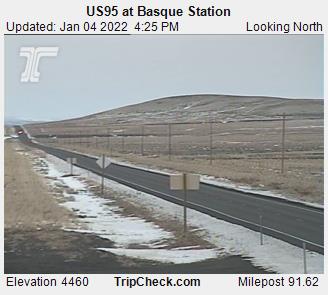 US95 at Basque Station
Updated: Jan 04 2022 4:25 PM Looking North
Elevation 4460 TripCheck.com Milepost 91.62